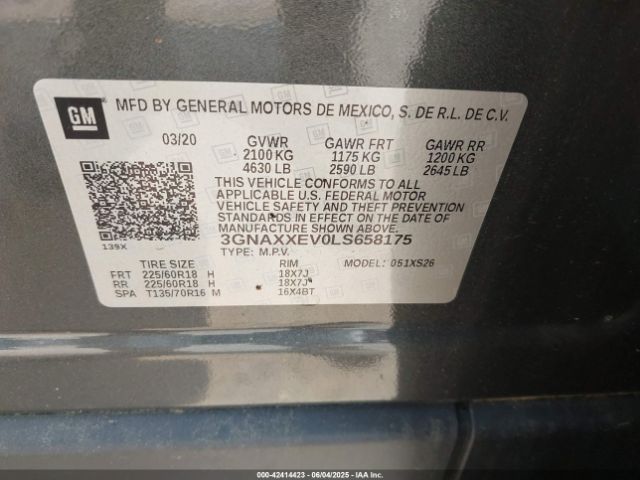 GM
MFD BY GENERAL MOTORS DE MEXICO, S. DE R.L. DE C.V.
03/20 GVWR GAWR FRT GAWR RR
2100 KG 1175 KG 1200 KG
4630 LB 2590 LB 2645 LB
THIS VEHICLE CONFORMS TO ALL
APPLICABLE U.S. FEDERAL MOTOR
VEHICLE SAFETY AND THEFT PREVENTION
STANDARDS IN EFFECT ON THE DATE OF
MANUFACTURE SHOWN ABOVE.
139X 3GNAXXEV0LS658175
TYPE: M.P.V.
TIRE SIZE RIM MODEL: 051XS26
FRT 225/60R18 H 18X7J
RR 225/60R18 H 18X7J
SPA T135/70R16 M 16X4BT
000-42414423 - 06/04/2025 - IAAI.com